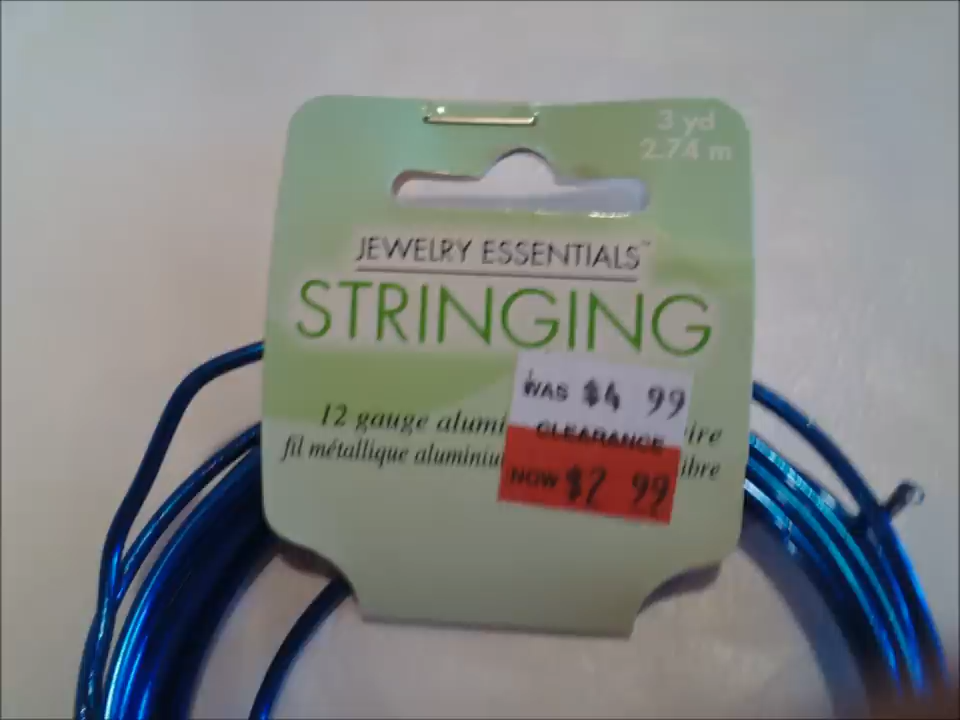 3 yd
2.74 m
JEWELRY ESSENTIALS™
STRINGING
WAS $4 99
12 gauge alumi
CLEARANCE
ire
fil métallique aluminiu
ibre
NOW $2 99